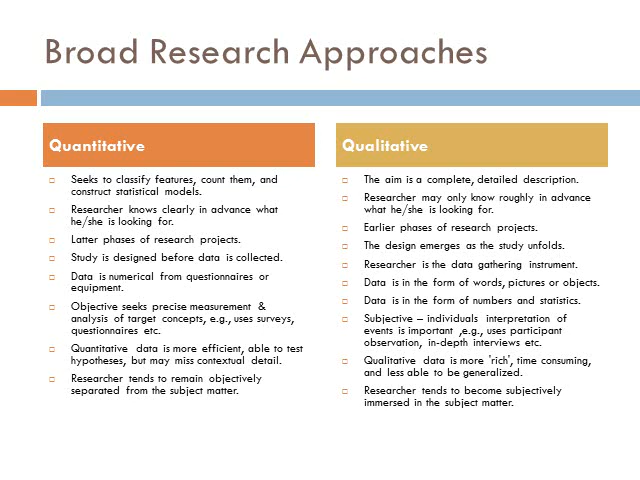 Broad Research Approaches
Quantitative
Seeks to classify features, count them, and
construct statistical models.
Researcher knows clearly in advance what
he/she is looking for.
Latter phases of research projects.
Study is designed before data is collected.
Data is numerical from questionnaires or
equipment.
Objective seeks precise measurement &
analysis of target concepts, e.g., uses surveys,
questionnaires etc.
Quantitative data is more efficient, able to test
hypotheses, but may miss contextual detail.
Researcher tends to remain objectively
separated from the subject matter.
Qualitative
The aim is a complete, detailed description.
Researcher may only know roughly in advance
what he/she is looking for.
Earlier phases of research projects.
The design emerges as the study unfolds.
Researcher is the data gathering instrument.
Data is in the form of words, pictures or objects.
Data is in the form of numbers and statistics.
Subjective – individuals interpretation of
events is important ,e.g., uses participant
observation, in-depth interviews etc.
Qualitative data is more 'rich', time consuming,
and less able to be generalized.
Researcher tends to become subjectively
immersed in the subject matter.